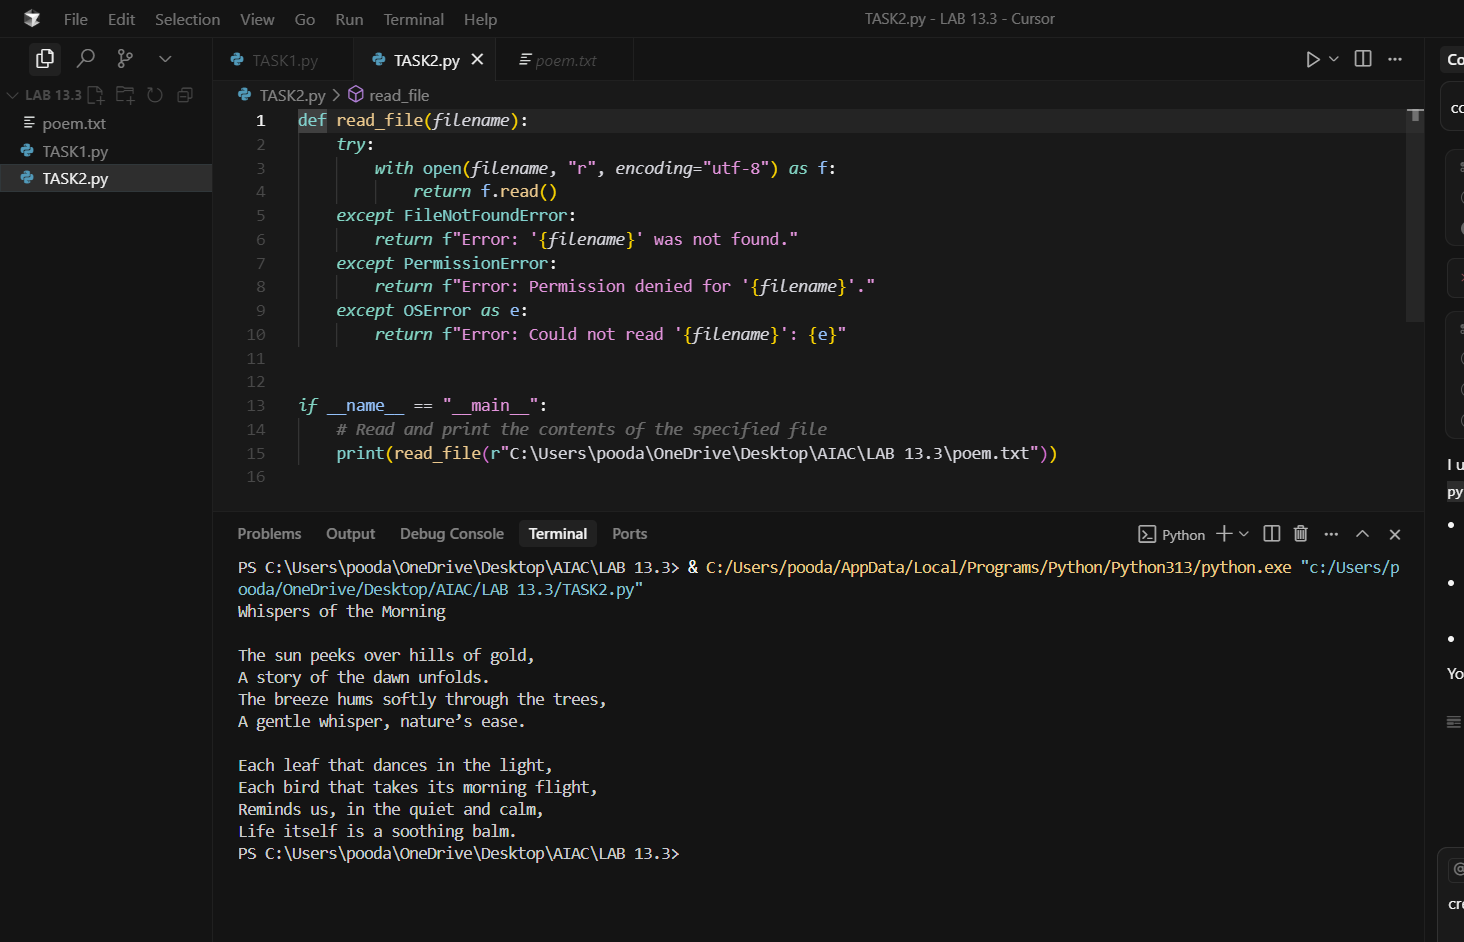 File Edit Selection View Go Run Terminal Help
TASK2.py - LAB 13.3 - Cursor
LAB 13.3
poem.txt
TASK1.py
TASK2.py
TASK1.py
TASK2.py
poem.txt
TASK2.py > read_file
1 def read_file(filename):
2     try:
3         with open(filename, "r", encoding="utf-8") as f:
4             return f.read()
5     except FileNotFoundError:
6         return f"Error: '{filename}' was not found."
7     except PermissionError:
8         return f"Error: Permission denied for '{filename}'."
9     except OSError as e:
10         return f"Error: Could not read '{filename}': {e}"
11
12
13 if __name__ == "__main__":
14     # Read and print the contents of the specified file
15     print(read_file(r"C:\Users\pooda\OneDrive\Desktop\AIAC\LAB 13.3\poem.txt"))
16
Problems Output Debug Console Terminal Ports
Python
PS C:\Users\pooda\OneDrive\Desktop\AIAC\LAB 13.3> & C:/Users/pooda/AppData/Local/Programs/Python/Python313/python.exe "c:/Users/p
ooda/OneDrive/Desktop/AIAC/LAB 13.3/TASK2.py"
Whispers of the Morning

The sun peeks over hills of gold,
A story of the dawn unfolds.
The breeze hums softly through the trees,
A gentle whisper, nature’s ease.

Each leaf that dances in the light,
Each bird that takes its morning flight,
Reminds us, in the quiet and calm,
Life itself is a soothing balm.
PS C:\Users\pooda\OneDrive\Desktop\AIAC\LAB 13.3>